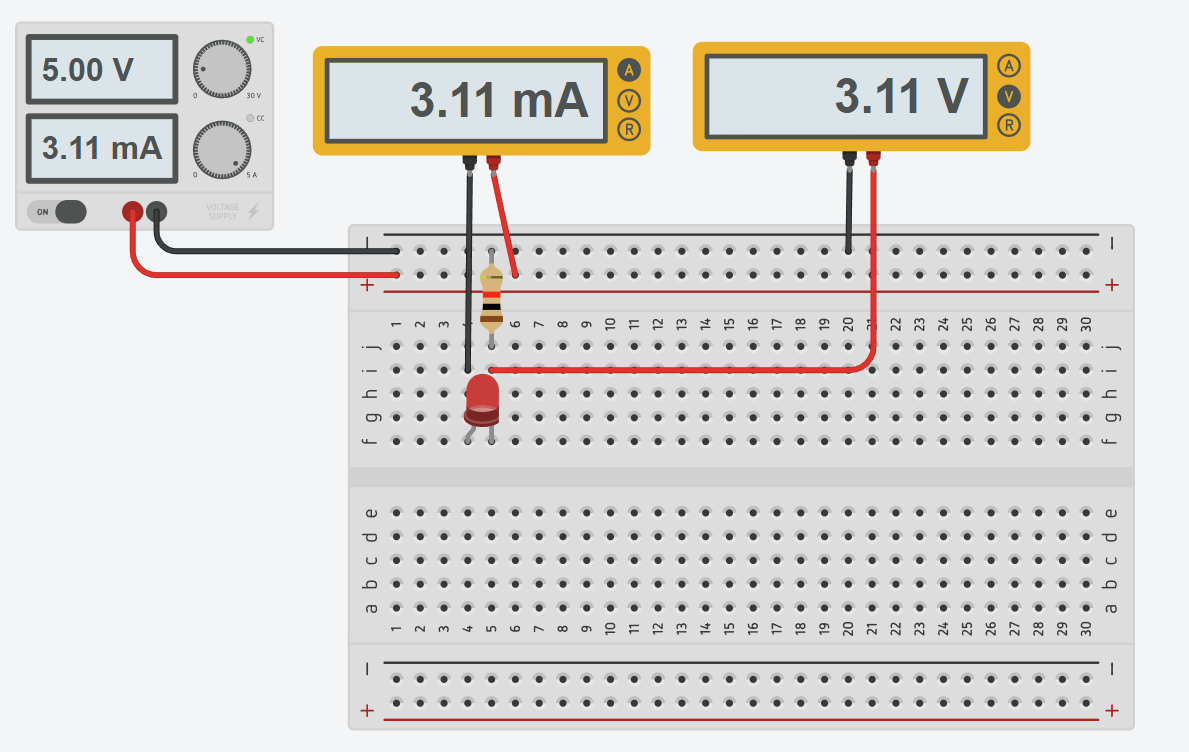 5.00 V
VC
0
30 V
3.11 mA
CC
0
5 A
ON
VOLTAGE
SUPPLY
3.11 mA
A
V
R
3.11 V
A
V
R
+ +
1 2 3 4 5 6 7 8 9 10 11 12 13 14 15 16 17 18 19 20 21 22 23 24 25 26 27 28 29 30
j j
i i
h h
g g
f f
e e
d d
c c
b b
a a
1 2 3 4 5 6 7 8 9 10 11 12 13 14 15 16 17 18 19 20 21 22 23 24 25 26 27 28 29 30
+ +